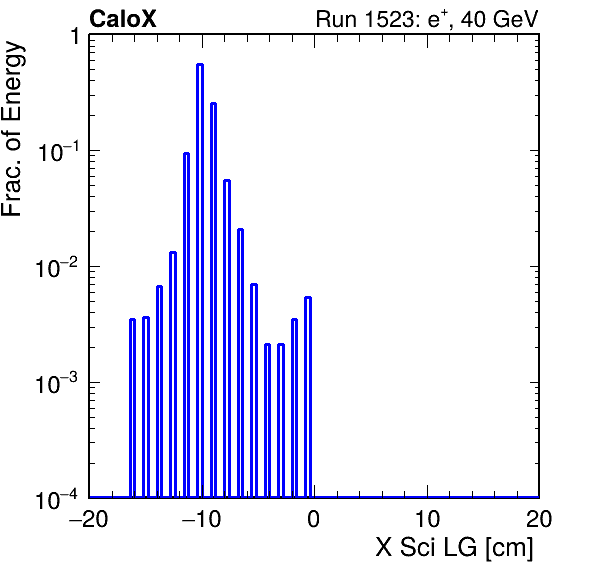 CaloX Run 1523: e⁺, 40 GeV
Frac. of Energy
1
10⁻¹
10⁻²
10⁻³
10⁻⁴
−20 −10 0 10 20
X Sci LG [cm]